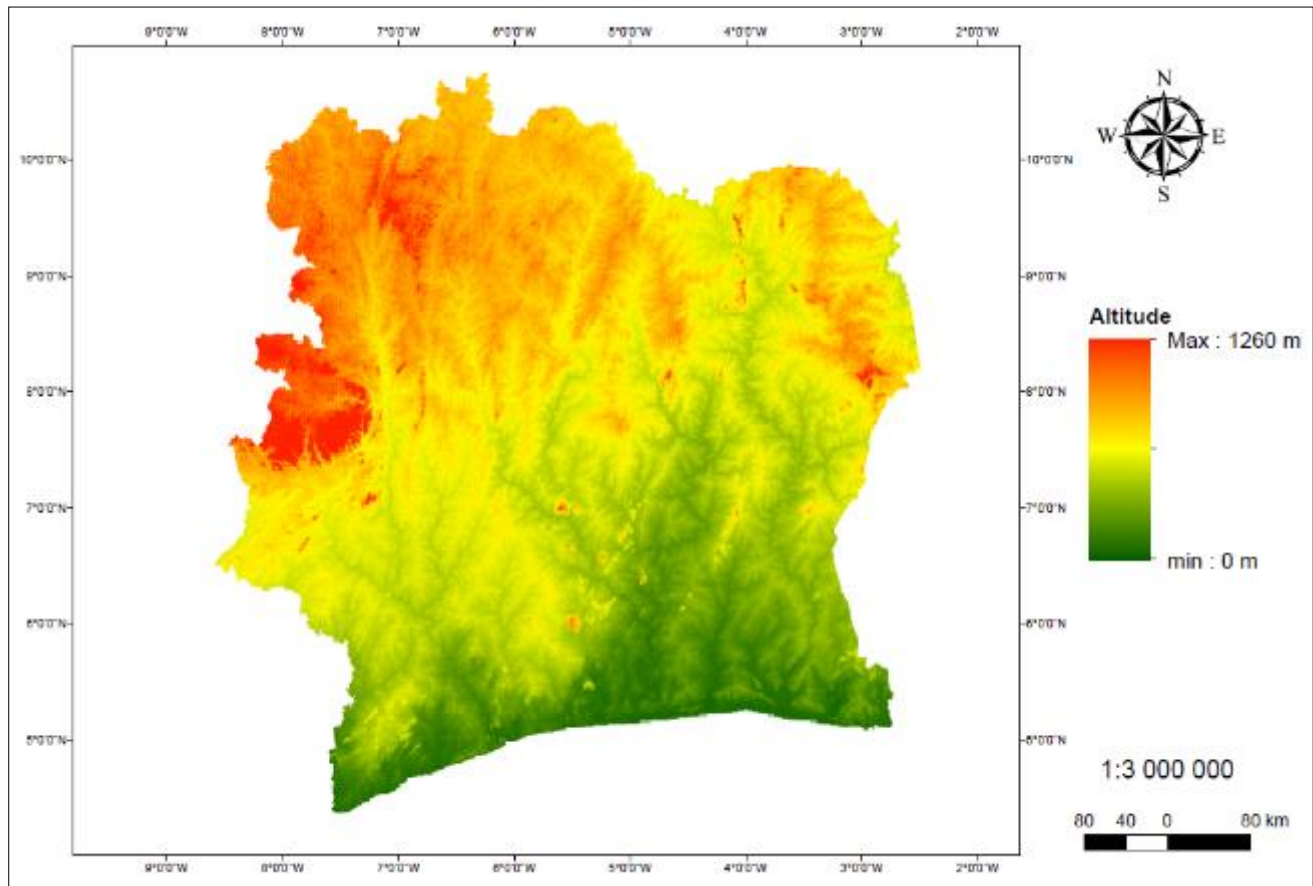 9°0'0"W 8°0'0"W 7°0'0"W 6°0'0"W 5°0'0"W 4°0'0"W 3°0'0"W 2°0'0"W
10°0'0"N 10°0'0"N
9°0'0"N 9°0'0"N
8°0'0"N 8°0'0"N
7°0'0"N 7°0'0"N
6°0'0"N 6°0'0"N
5°0'0"N 5°0'0"N
9°0'0"W 8°0'0"W 7°0'0"W 6°0'0"W 5°0'0"W 4°0'0"W 3°0'0"W 2°0'0"W
N
W E
S
Altitude
Max : 1260 m
min : 0 m
1:3 000 000
80 40 0 80 km